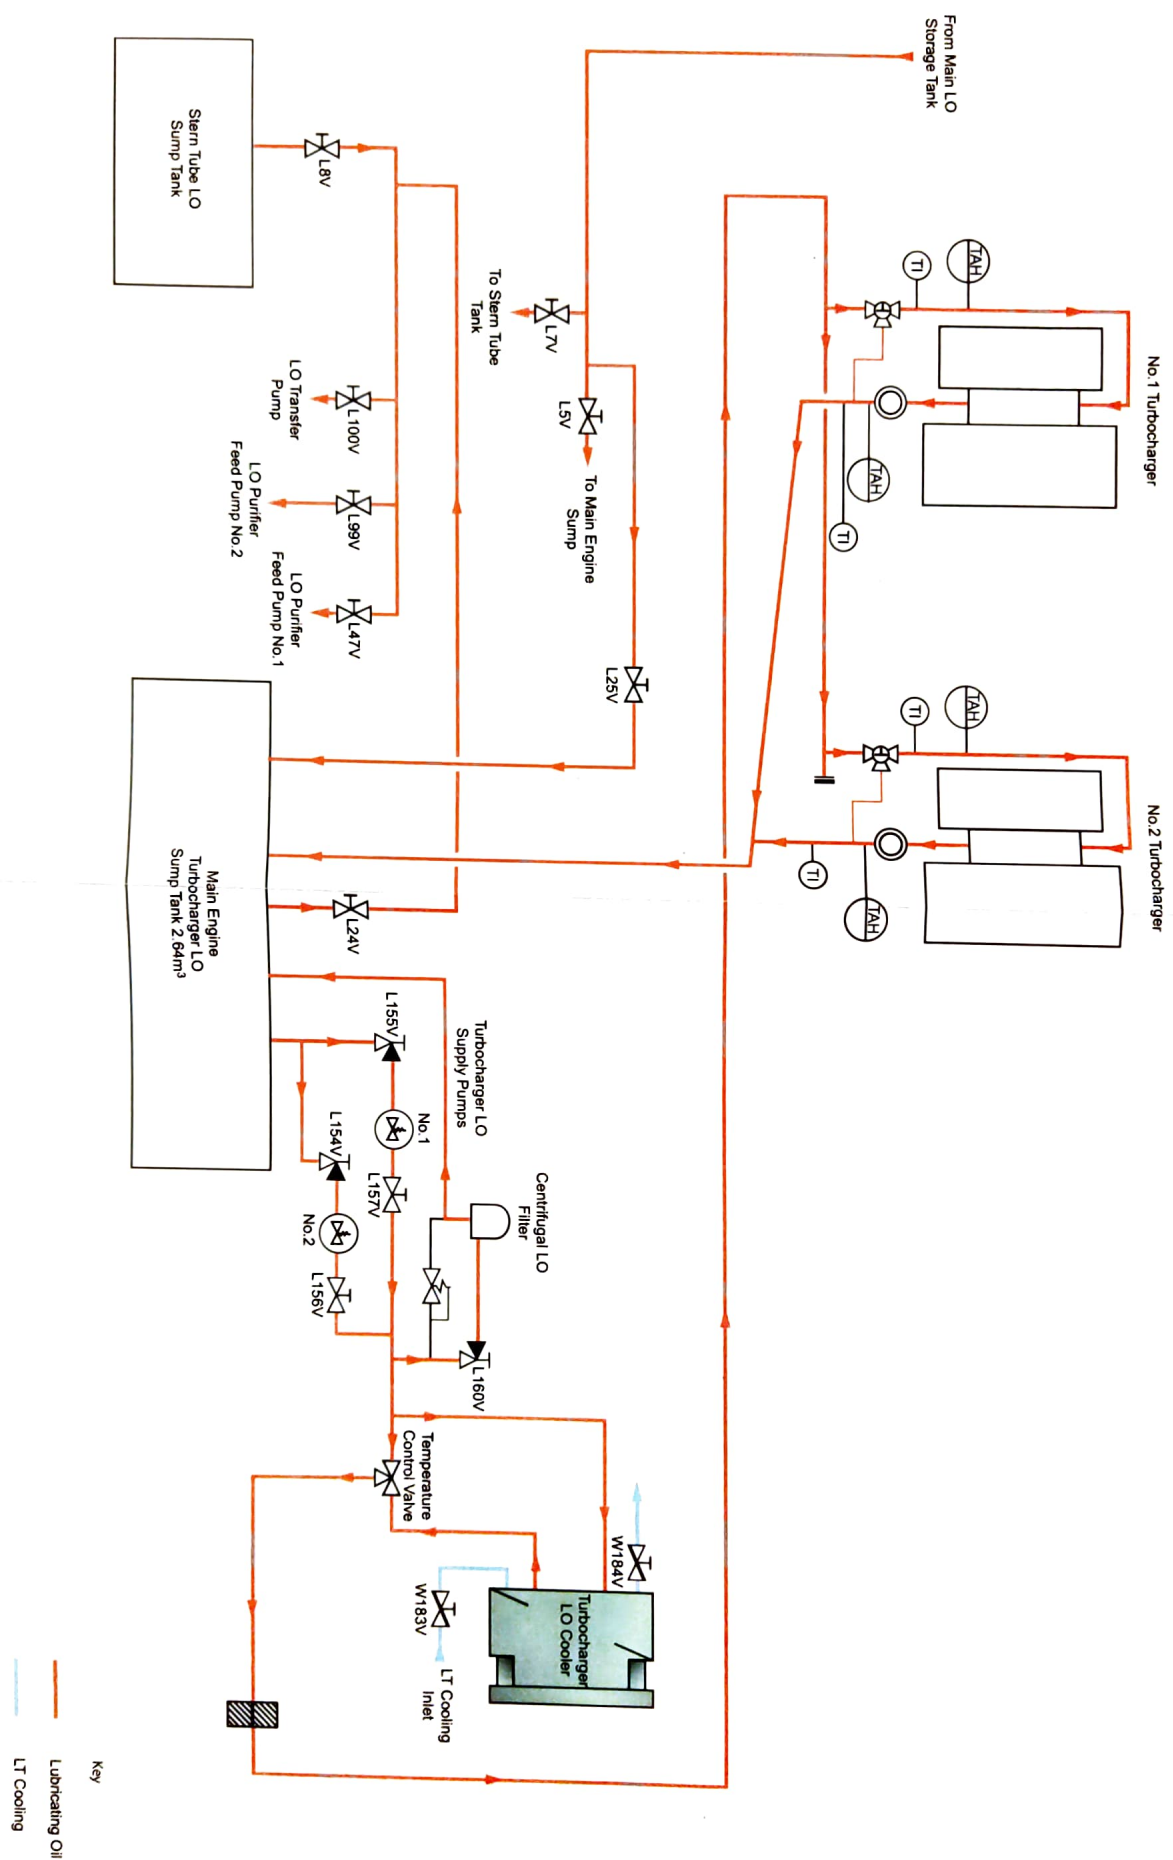 No.1 Turbocharger
No.2 Turbocharger
From Main LO
Storage Tank
TAH
TI
TAH
TI
TAH
TI
TAH
TI
To Stern Tube
Tank
L7V
L5V
To Main Engine
Sump
L25V
Stern Tube LO
Sump Tank
L8V
LO Transfer
Pump
L100V
LO Purifier
Feed Pump No.2
L99V
LO Purifier
Feed Pump No.1
L47V
Main Engine
Turbocharger LO
Sump Tank 2.64m³
L24V
Turbocharger LO
Supply Pumps
L155V
No.1
L157V
L154V
No.2
L156V
Centrifugal LO
Filter
L160V
Temperature
Control Valve
W184V
Turbocharger
LO Cooler
W183V
LT Cooling
Inlet
Key
Lubricating Oil
LT Cooling